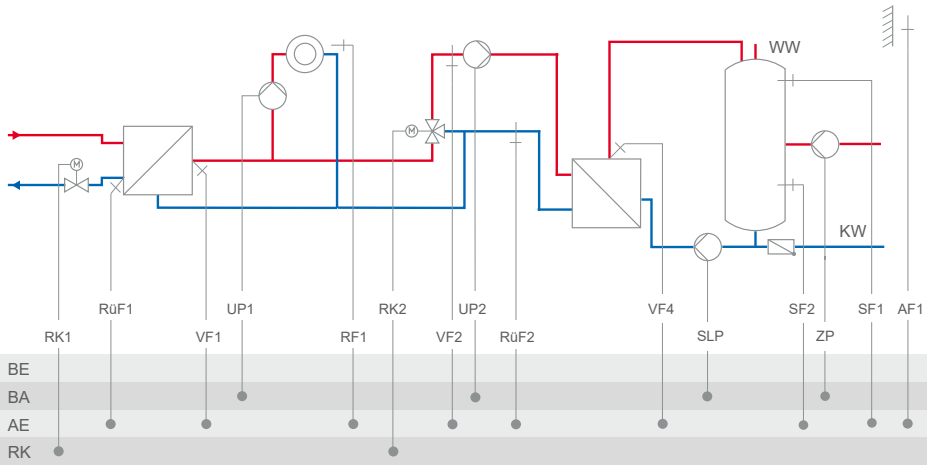 WW
M
M
KW
RüF1 UP1 RK2 UP2 VF4 SF2 SF1 AF1
RK1 VF1 RF1 VF2 RüF2 SLP ZP
BE
BA
AE
RK